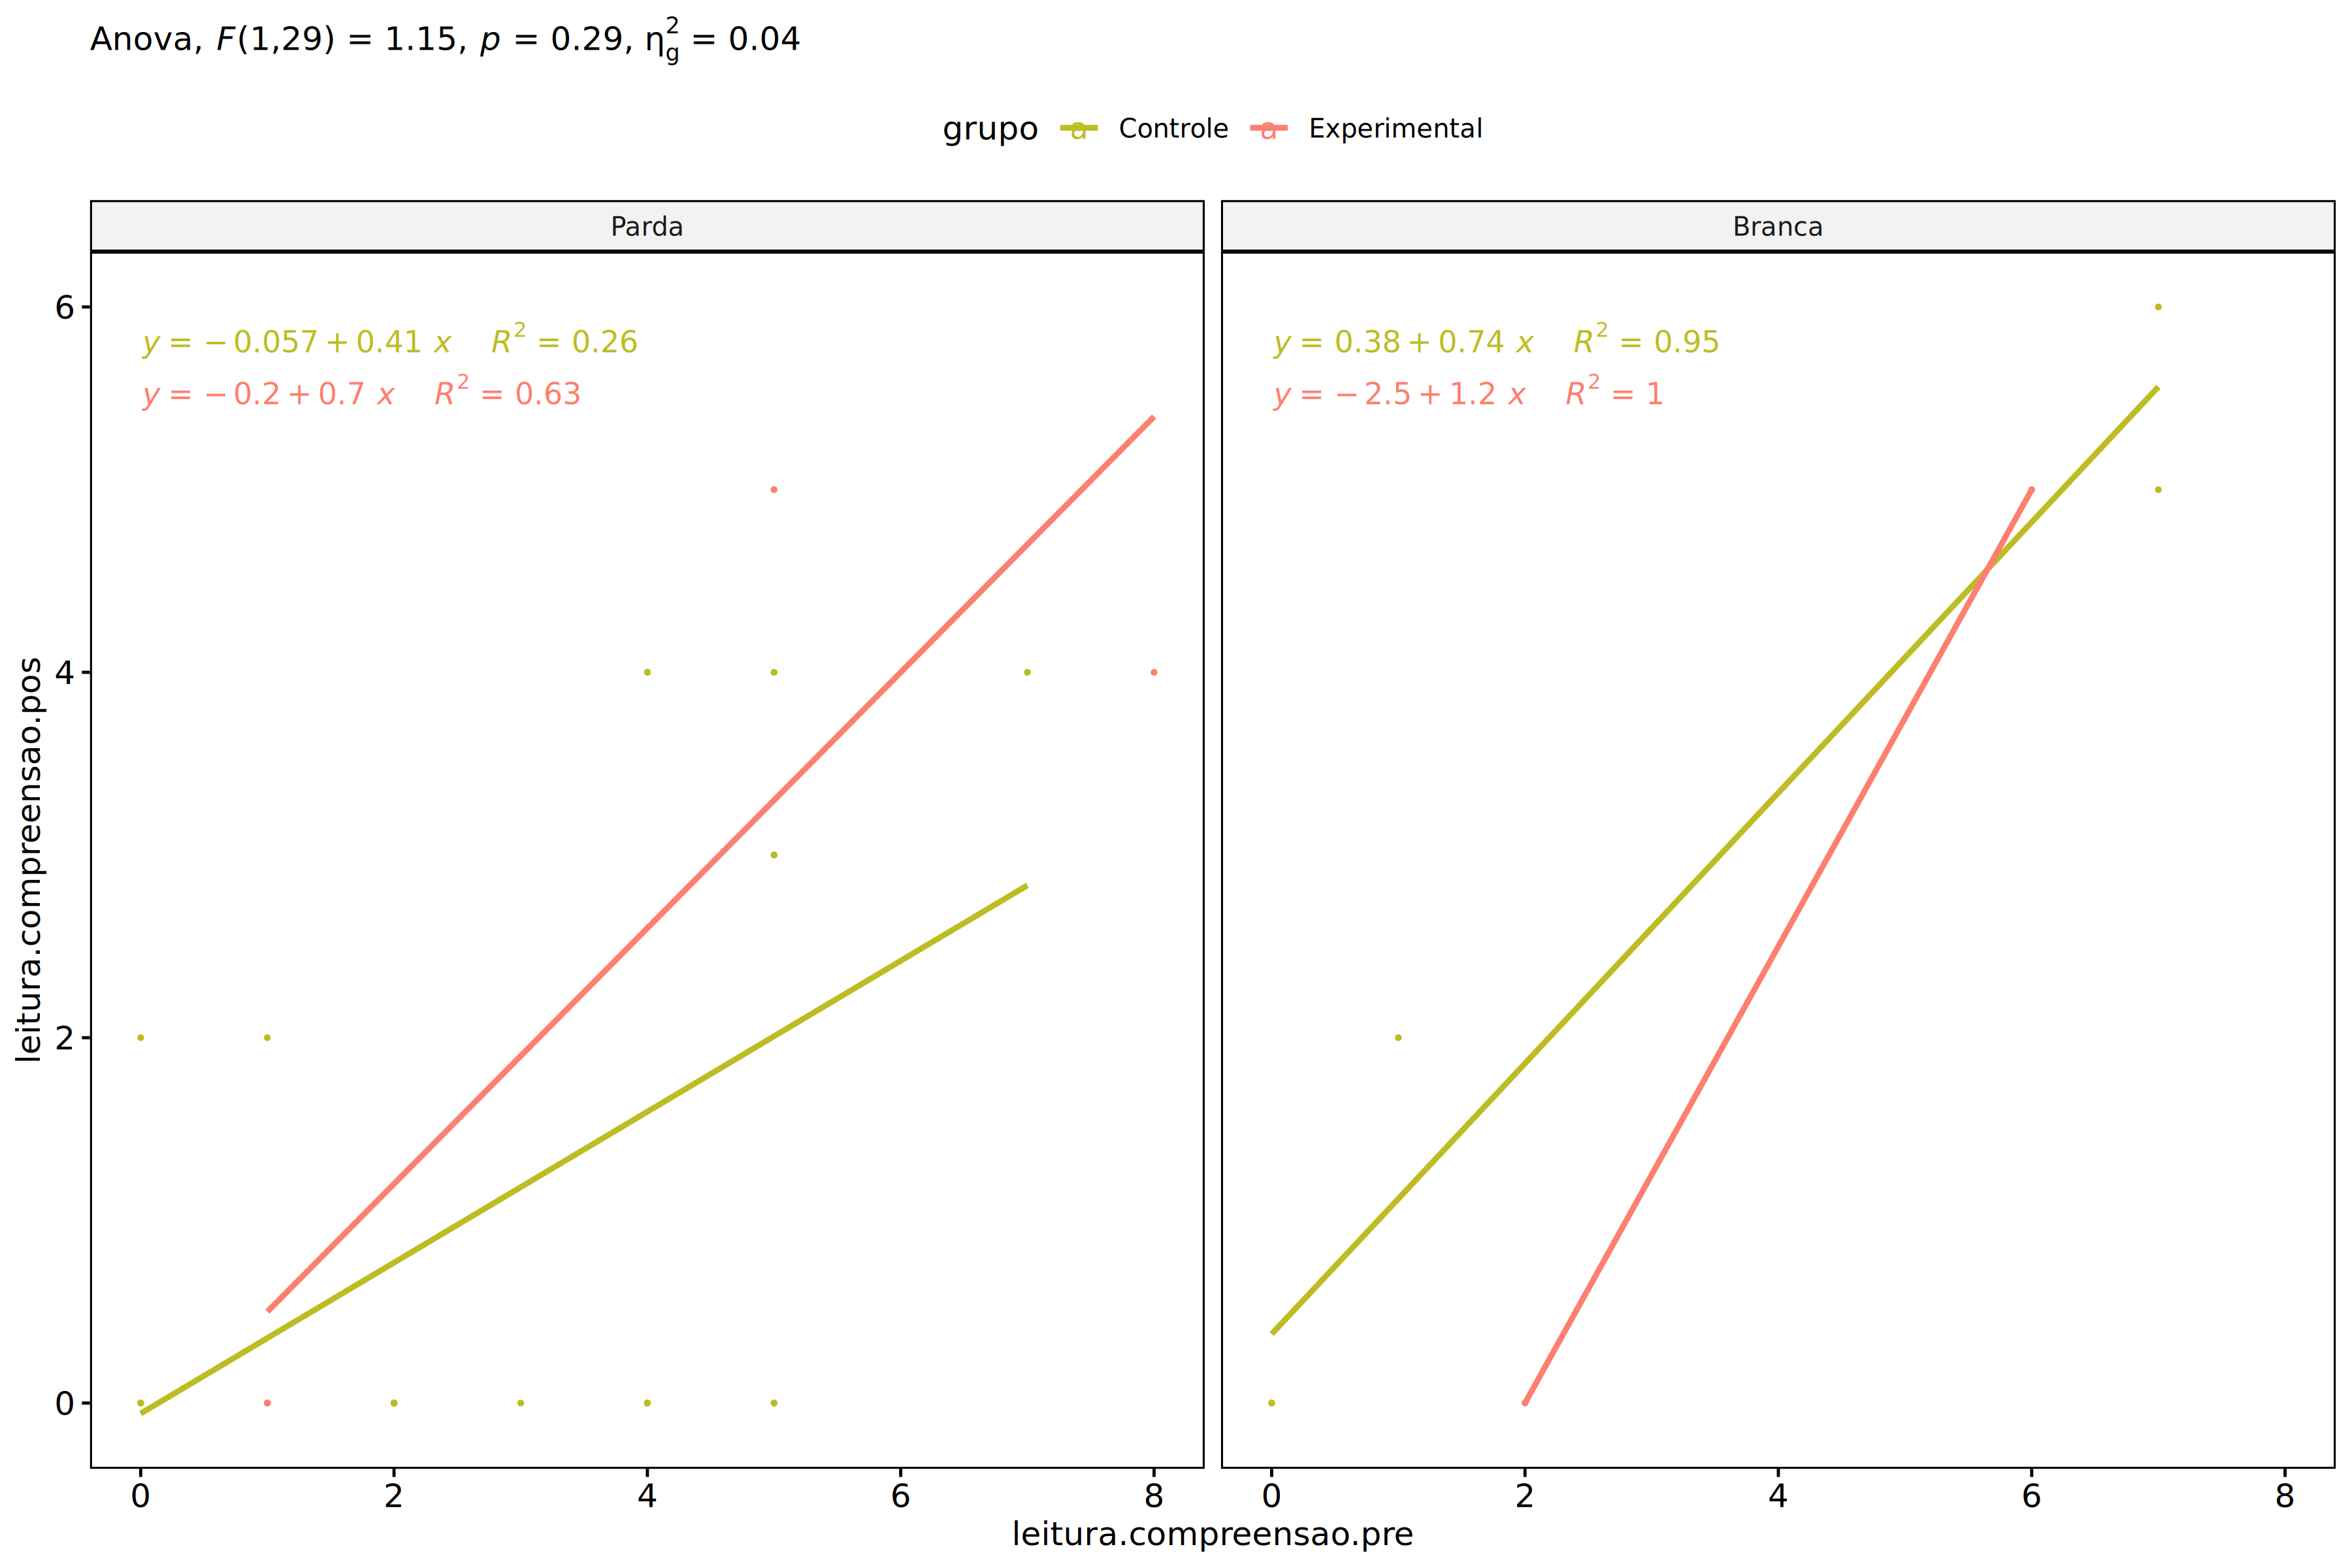 Anova, F(1,29) = 1.15, p = 0.29, η²g = 0.04
grupo a Controle a Experimental
Parda
Branca
y = − 0.057 + 0.41 x R² = 0.26
y = − 0.2 + 0.7 x R² = 0.63
y = 0.38 + 0.74 x R² = 0.95
y = − 2.5 + 1.2 x R² = 1
leitura.compreensao.pos
6
4
2
0
0 2 4 6 8
0 2 4 6 8
leitura.compreensao.pre